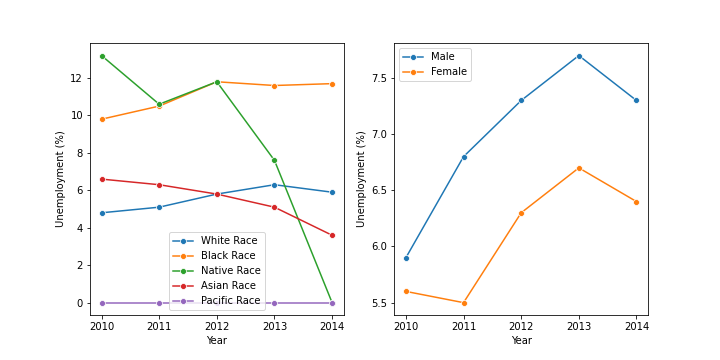 Unemployment (%)
12
10
8
6
4
2
0
White Race
Black Race
Native Race
Asian Race
Pacific Race
2010 2011 2012 2013 2014
Year
Unemployment (%)
7.5
7.0
6.5
6.0
5.5
Male
Female
2010 2011 2012 2013 2014
Year